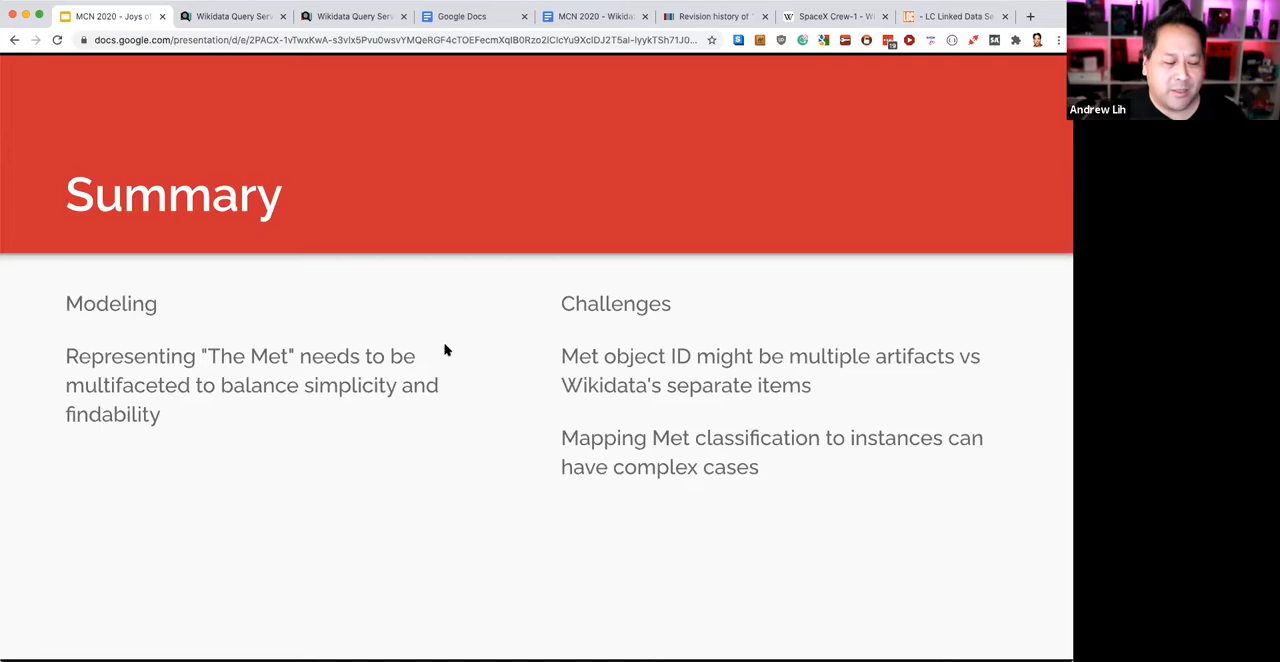 MCN 2020 - Joys of
Wikidata Query Serv
Wikidata Query Serv
Google Docs
MCN 2020 - Wikida
Revision history of
SpaceX Crew-1 - Wi
- LC Linked Data Se
Andrew Lih
Summary
Modeling
Representing "The Met" needs to be
multifaceted to balance simplicity and
findability
Challenges
Met object ID might be multiple artifacts vs
Wikidata's separate items
Mapping Met classification to instances can
have complex cases